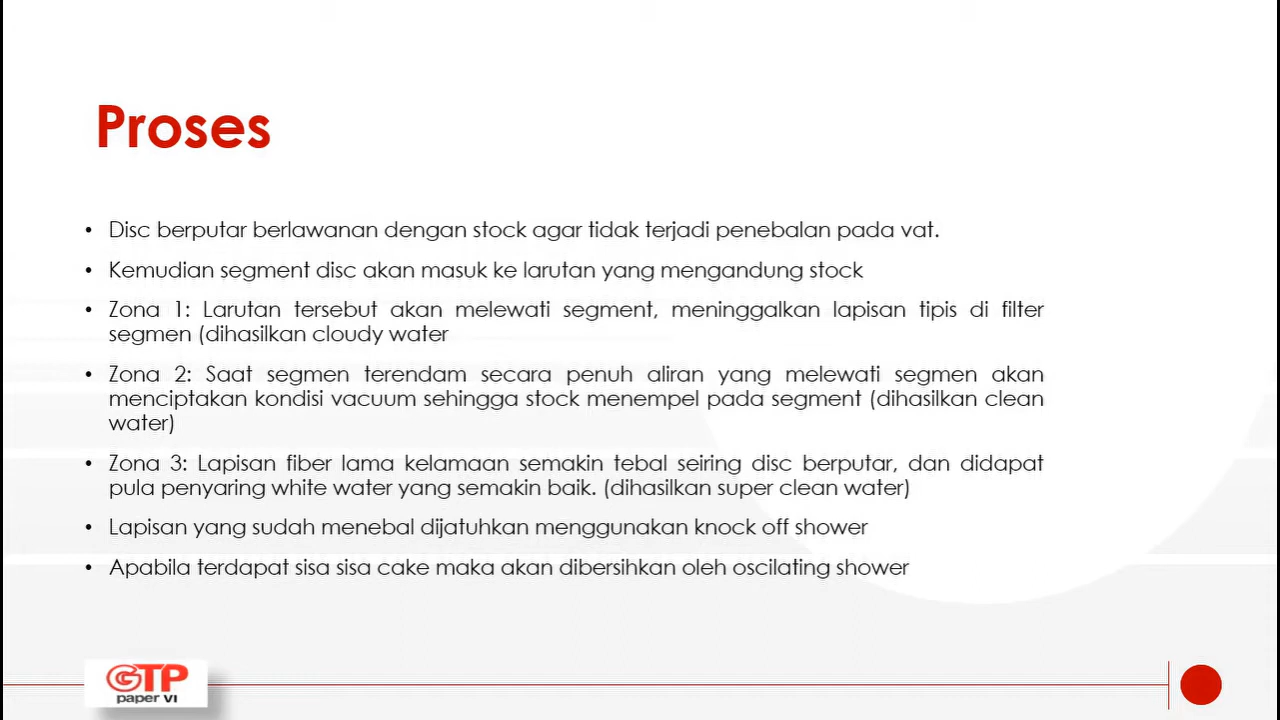 Proses
• Disc berputar berlawanan dengan stock agar tidak terjadi penebalan pada vat.
• Kemudian segment disc akan masuk ke larutan yang mengandung stock
• Zona 1: Larutan tersebut akan melewati segment, meninggalkan lapisan tipis di filter
segmen (dihasilkan cloudy water
• Zona 2: Saat segmen terendam secara penuh aliran yang melewati segmen akan
menciptakan kondisi vacuum sehingga stock menempel pada segment (dihasilkan clean
water)
• Zona 3: Lapisan fiber lama kelamaan semakin tebal seiring disc berputar, dan didapat
pula penyaring white water yang semakin baik. (dihasilkan super clean water)
• Lapisan yang sudah menebal dijatuhkan menggunakan knock off shower
• Apabila terdapat sisa sisa cake maka akan dibersihkan oleh oscilating shower
GTP
paper VI